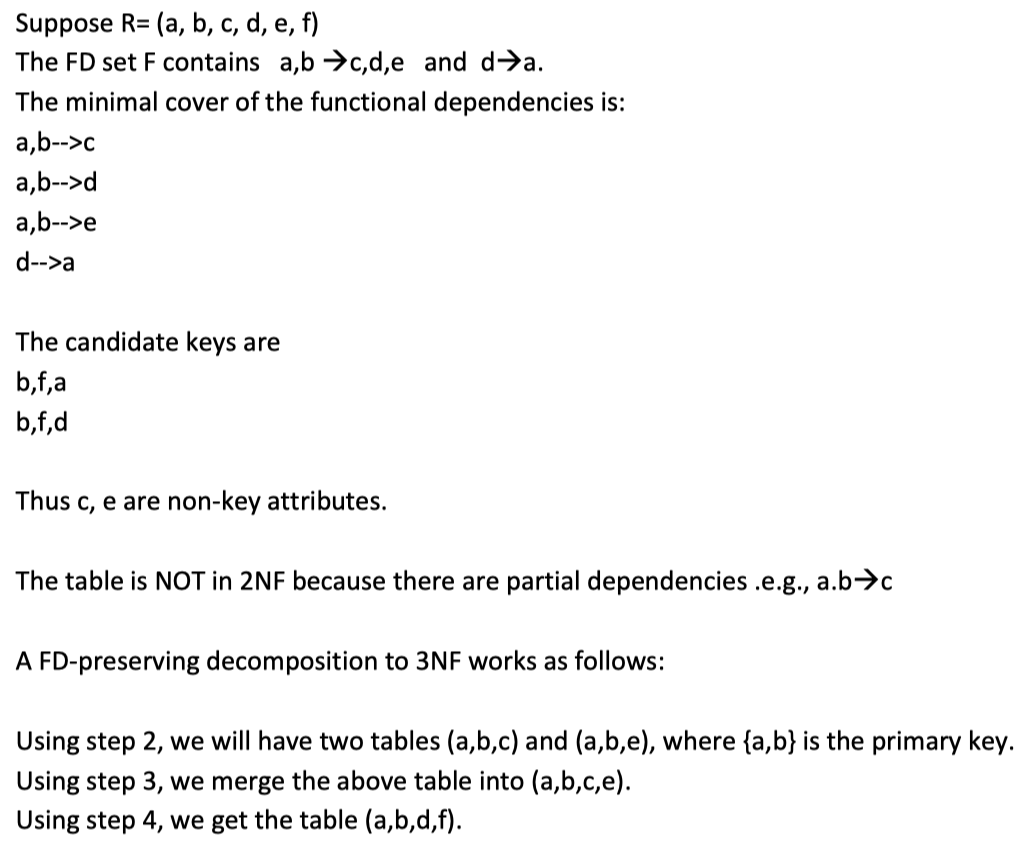 Suppose R= (a, b, c, d, e, f)
The FD set F contains a,b →c,d,e and d→a.
The minimal cover of the functional dependencies is:
a,b-->c
a,b-->d
a,b-->e
d-->a
The candidate keys are
b,f,a
b,f,d
Thus c, e are non-key attributes.
The table is NOT in 2NF because there are partial dependencies .e.g., a.b→c
A FD-preserving decomposition to 3NF works as follows:
Using step 2, we will have two tables (a,b,c) and (a,b,e), where {a,b} is the primary key.
Using step 3, we merge the above table into (a,b,c,e).
Using step 4, we get the table (a,b,d,f).